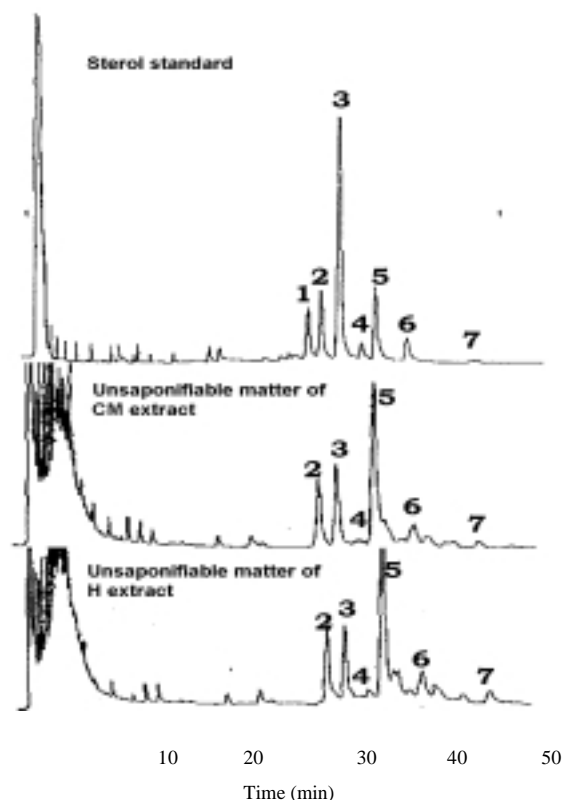 Sterol standard
3
1 2 4 5 6 7
Unsaponifiable matter of
CM extract
2 3 4 5 6 7
Unsaponifiable matter of
H extract
2 3 4 5 6 7
10 20 30 40 50
Time (min)